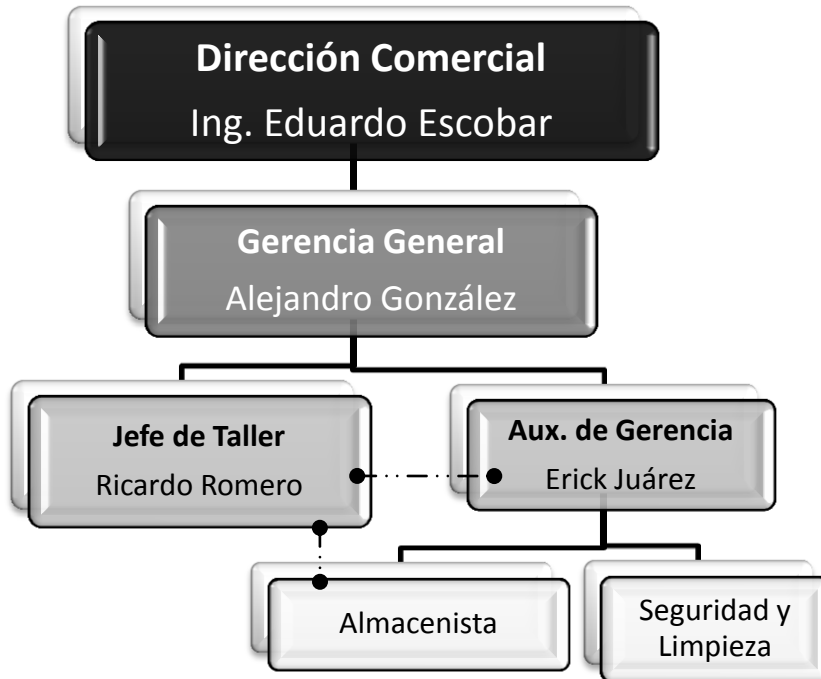 Dirección Comercial
Ing. Eduardo Escobar
Gerencia General
Alejandro González
Jefe de Taller
Ricardo Romero
Aux. de Gerencia
Erick Juárez
Almacenista
Seguridad y
Limpieza